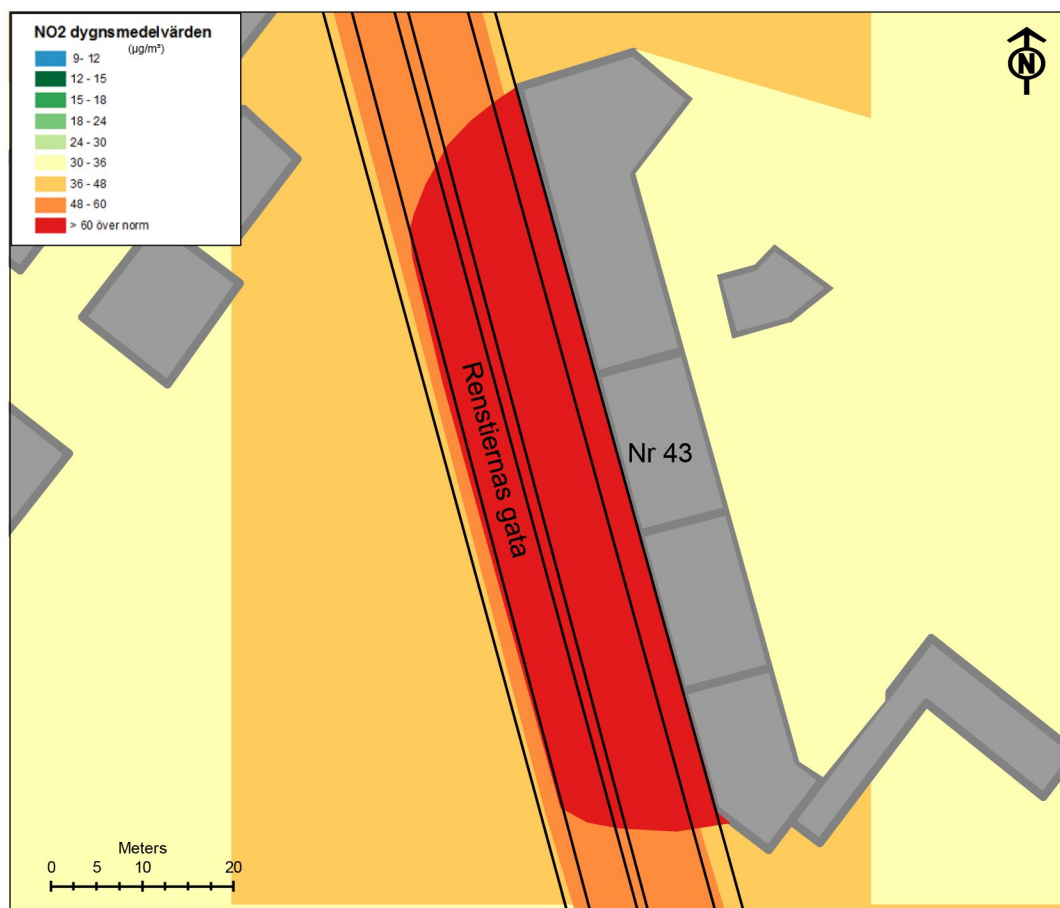 NO2 dygnsmedelvärden
(µg/m³)
9- 12
12 - 15
15 - 18
18 - 24
24 - 30
30 - 36
36 - 48
48 - 60
> 60 över norm
N
Renstiernas gata
Nr 43
Meters
0 5 10 20